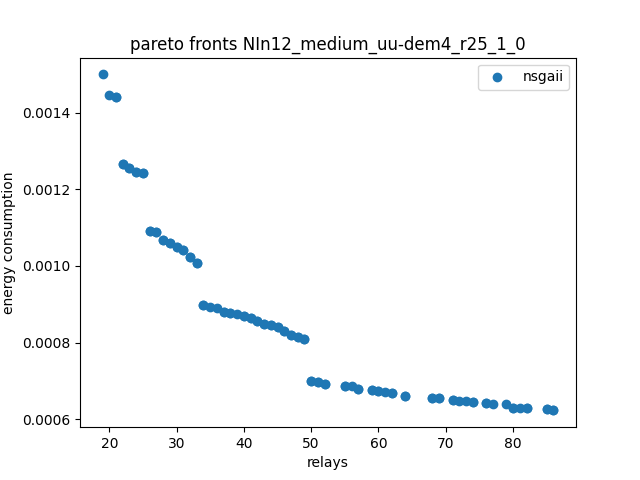 pareto fronts NIn12_medium_uu-dem4_r25_1_0
nsgaii
energy consumption
0.0014
0.0012
0.0010
0.0008
0.0006
20 30 40 50 60 70 80
relays